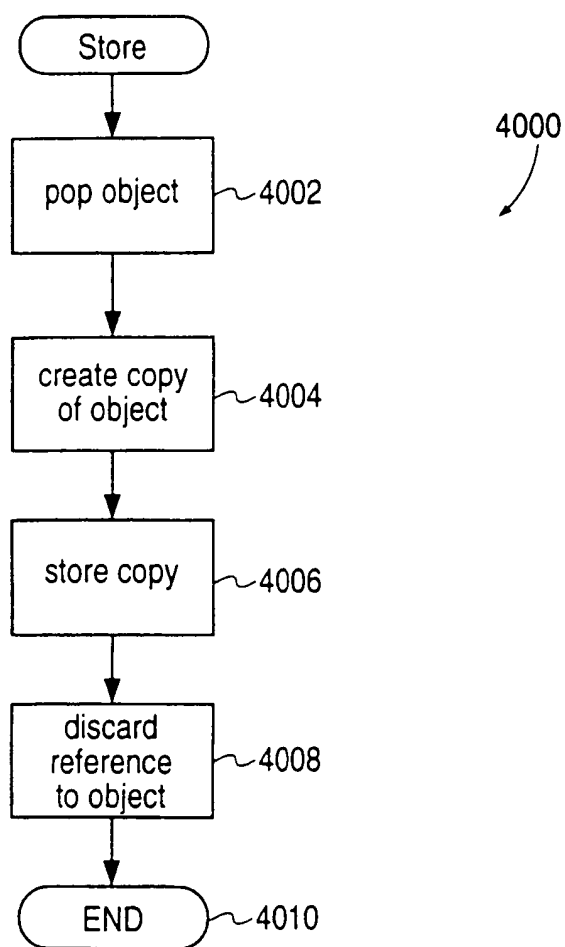 Store
4000
pop object
4002
create copy
of object
4004
store copy
4006
discard
reference
to object
4008
END
4010